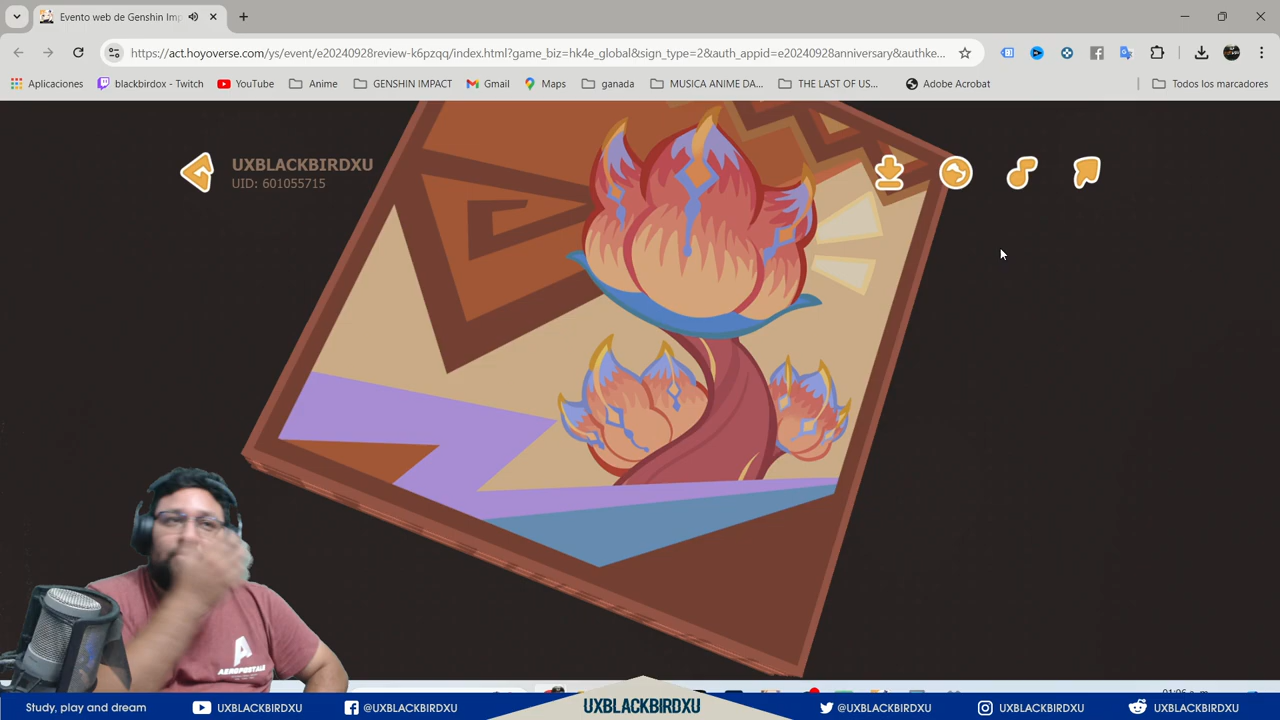 Evento web de Genshin Imp
https://act.hoyoverse.com/ys/event/e20240928review-k6pzqq/index.html?game_biz=hk4e_global&sign_type=2&auth_appid=e20240928anniversary&authke...
Aplicaciones
blackbirdox - Twitch
YouTube
Anime
GENSHIN IMPACT
Gmail
Maps
ganada
MUSICA ANIME DA...
THE LAST OF US...
Adobe Acrobat
Todos los marcadores
UXBLACKBIRDXU
UID: 601055715
A
AEROPOSTALE
Study, play and dream
UXBLACKBIRDXU
@UXBLACKBIRDXU
UXBLACKBIRDXU
@UXBLACKBIRDXU
UXBLACKBIRDXU
UXBLACKBIRDXU